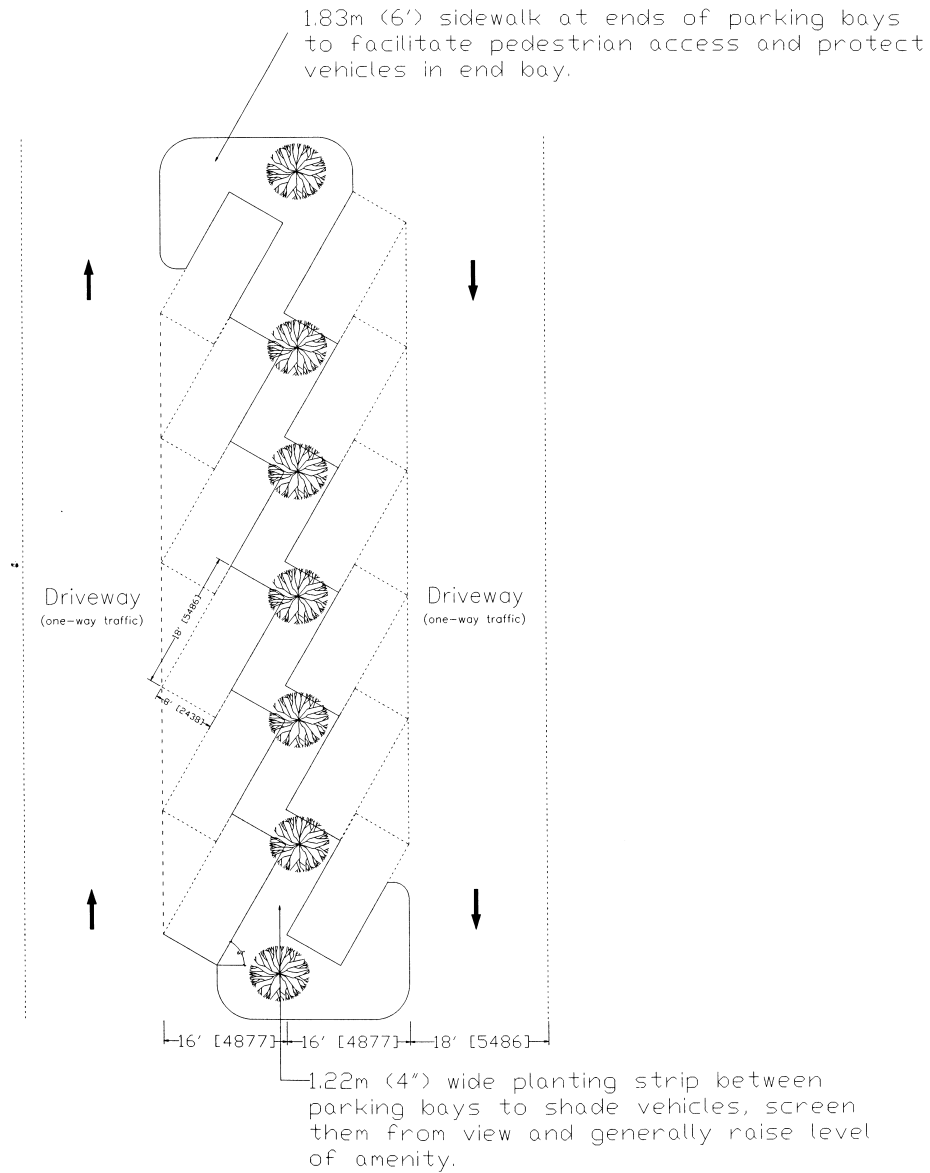 1.83m (6') sidewalk at ends of parking bays
to facilitate pedestrian access and protect
vehicles in end bay.
Driveway
(one-way traffic)
18' [5486]
8' [2438]
Driveway
(one-way traffic)
16' [4877]
16' [4877]
18' [5486]
1.22m (4") wide planting strip between
parking bays to shade vehicles, screen
them from view and generally raise level
of amenity.